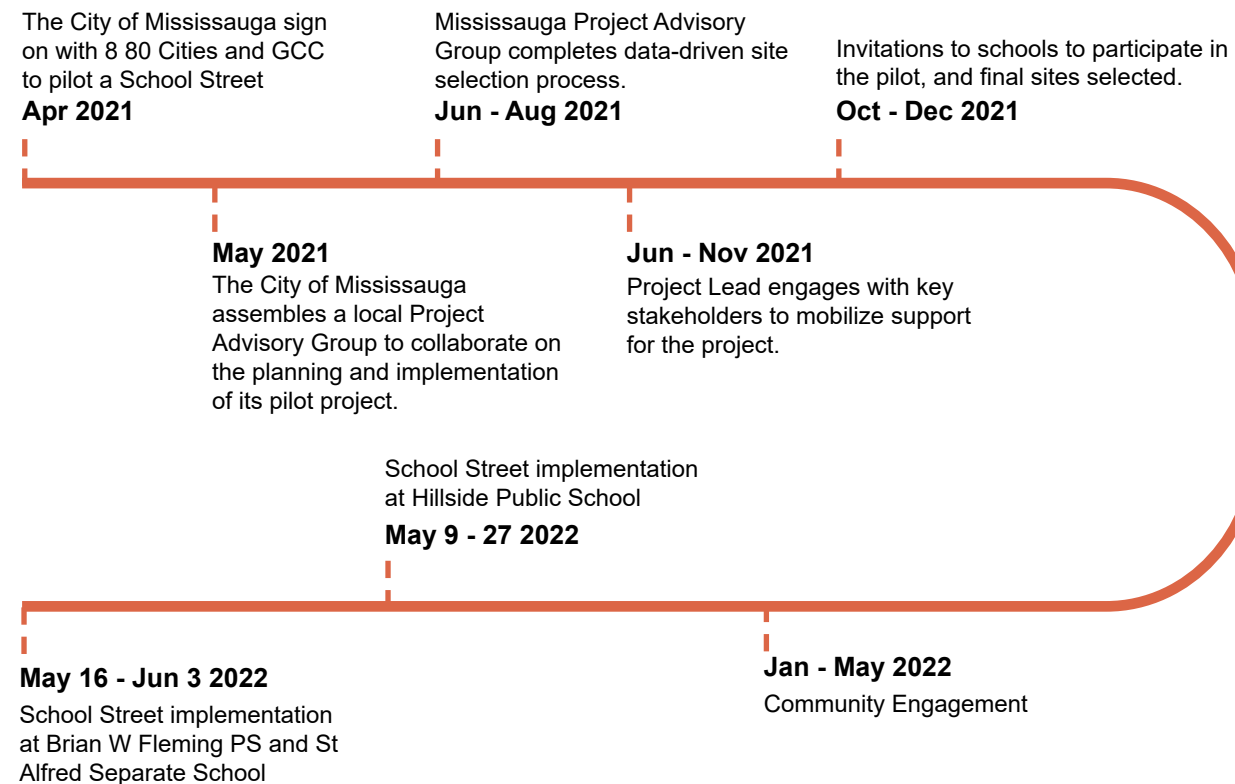 The City of Mississauga sign
on with 8 80 Cities and GCC
to pilot a School Street
Apr 2021
Mississauga Project Advisory
Group completes data-driven site
selection process.
Jun - Aug 2021
Invitations to schools to participate in
the pilot, and final sites selected.
Oct - Dec 2021
May 2021
The City of Mississauga
assembles a local Project
Advisory Group to collaborate on
the planning and implementation
of its pilot project.
Jun - Nov 2021
Project Lead engages with key
stakeholders to mobilize support
for the project.
School Street implementation
at Hillside Public School
May 9 - 27 2022
May 16 - Jun 3 2022
School Street implementation
at Brian W Fleming PS and St
Alfred Separate School
Jan - May 2022
Community Engagement